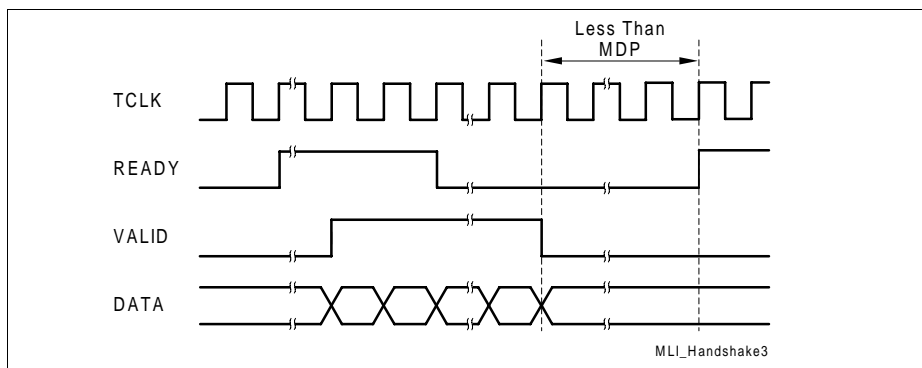 Less Than
MDP
TCLK
READY
VALID
DATA
MLI_Handshake3